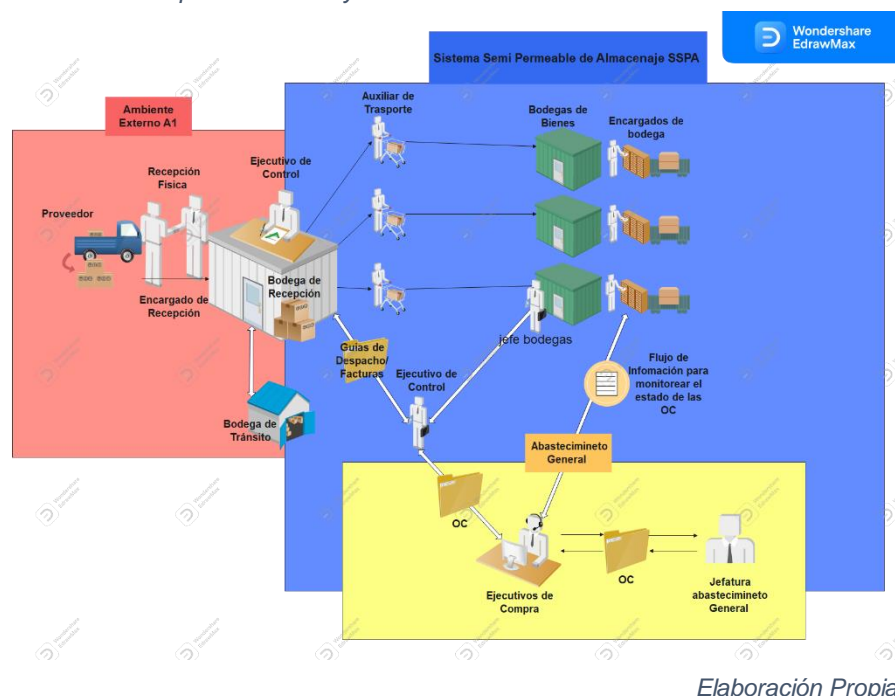 Wondershare
EdrawMax
Sistema Semi Permeable de Almacenaje SSPA
Ambiente
Externo A1
Auxiliar de
Trasporte
Bodegas de
Bienes
Encargados de
bodega
Recepción
Fisica
Ejecutivo de
Control
Proveedor
Encargado de
Recepción
Bodega de
Recepción
jefe bodegas
Guias de
Despacho/
Facturas
Ejecutivo de
Control
Flujo de
Infomación para
monitorear el
estado de las
OC
Bodega de
Tránsito
Abastecimineto
General
OC
OC
Ejecutivos de
Compra
Jefatura
abastecimineto
General
Elaboración Propia